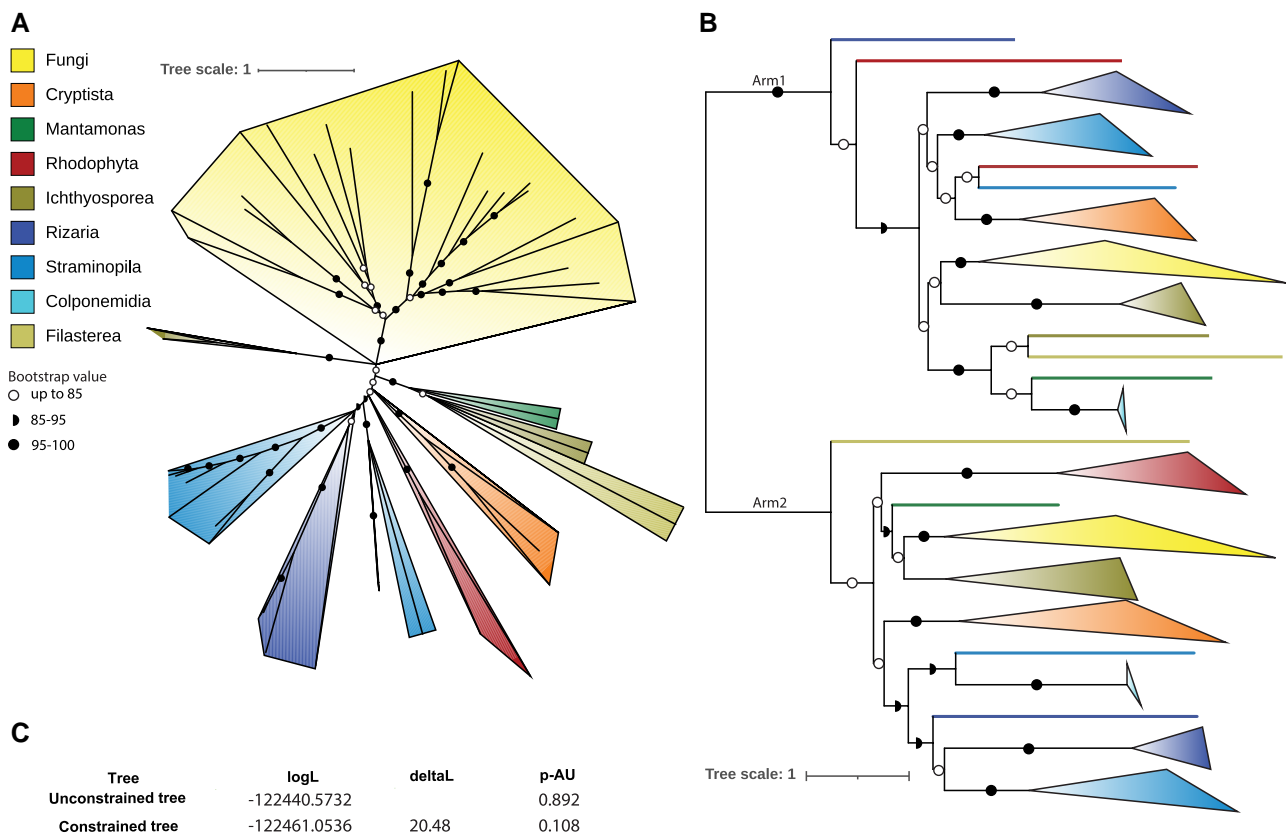 A
B
Fungi
Cryptista
Mantamonas
Rhodophyta
Ichthyosporea
Rizaria
Straminopila
Colponemidia
Filasterea
Bootstrap value
up to 85
85-95
95-100
Tree scale: 1
Arm1
Arm2
Tree scale: 1
C
Tree logL deltaL p-AU
Unconstrained tree -122440.5732 0.892
Constrained tree -122461.0536 20.48 0.108